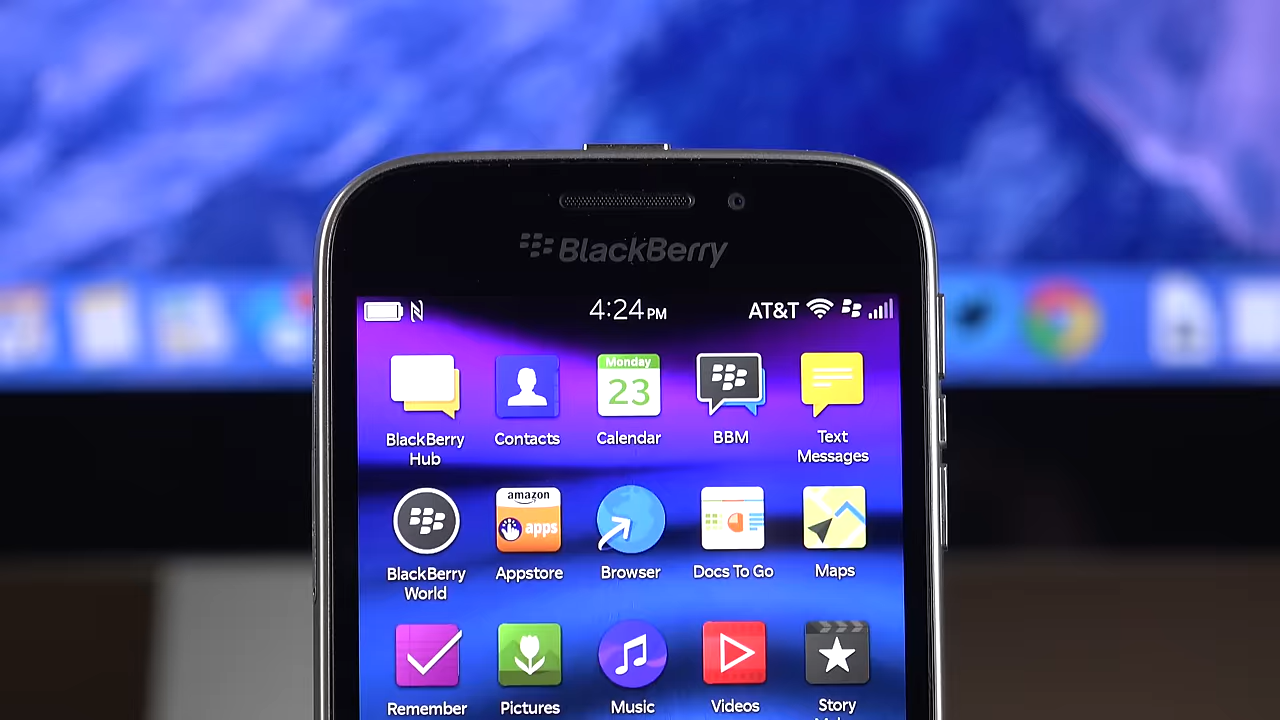 BlackBerry
4:24 PM
AT&T
Monday
23
BlackBerry
Hub
Contacts
Calendar
BBM
Text
Messages
amazon
apps
BlackBerry
World
Appstore
Browser
Docs To Go
Maps
Remember
Pictures
Music
Videos
Story